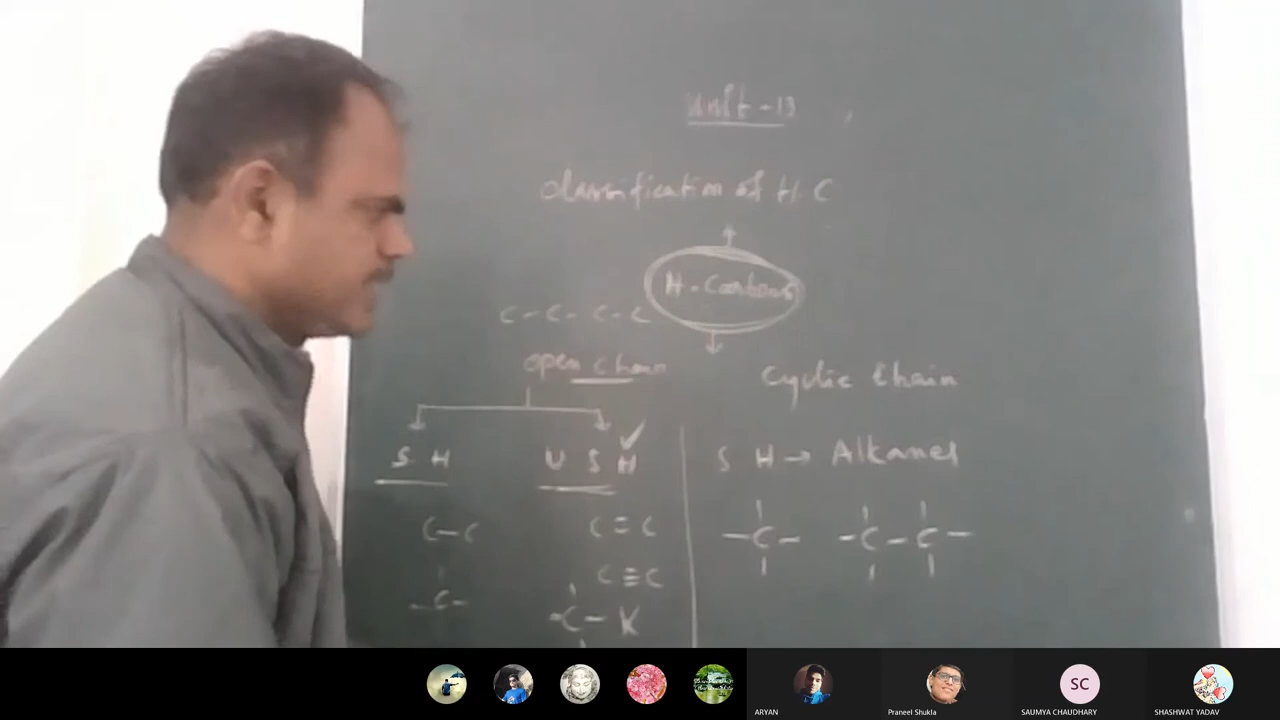 Unit-13
classification of H.C
H-Carbons
C-C-C-C
open chain
cyclic chain
S H
U S H
S H → Alkanes
C-C
C=C
-C-
-C-C-
C≡C
-C-
-C-
SC
ARYAN
Praneel Shukla
SAUMYA CHAUDHARY
SHASHWAT YADAV